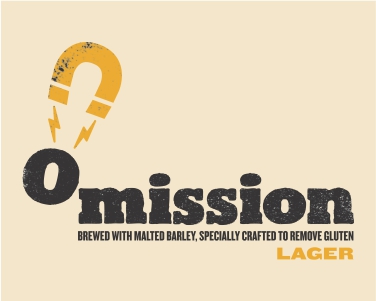 Omission
BREWED WITH MALTED BARLEY, SPECIALLY CRAFTED TO REMOVE GLUTEN
LAGER